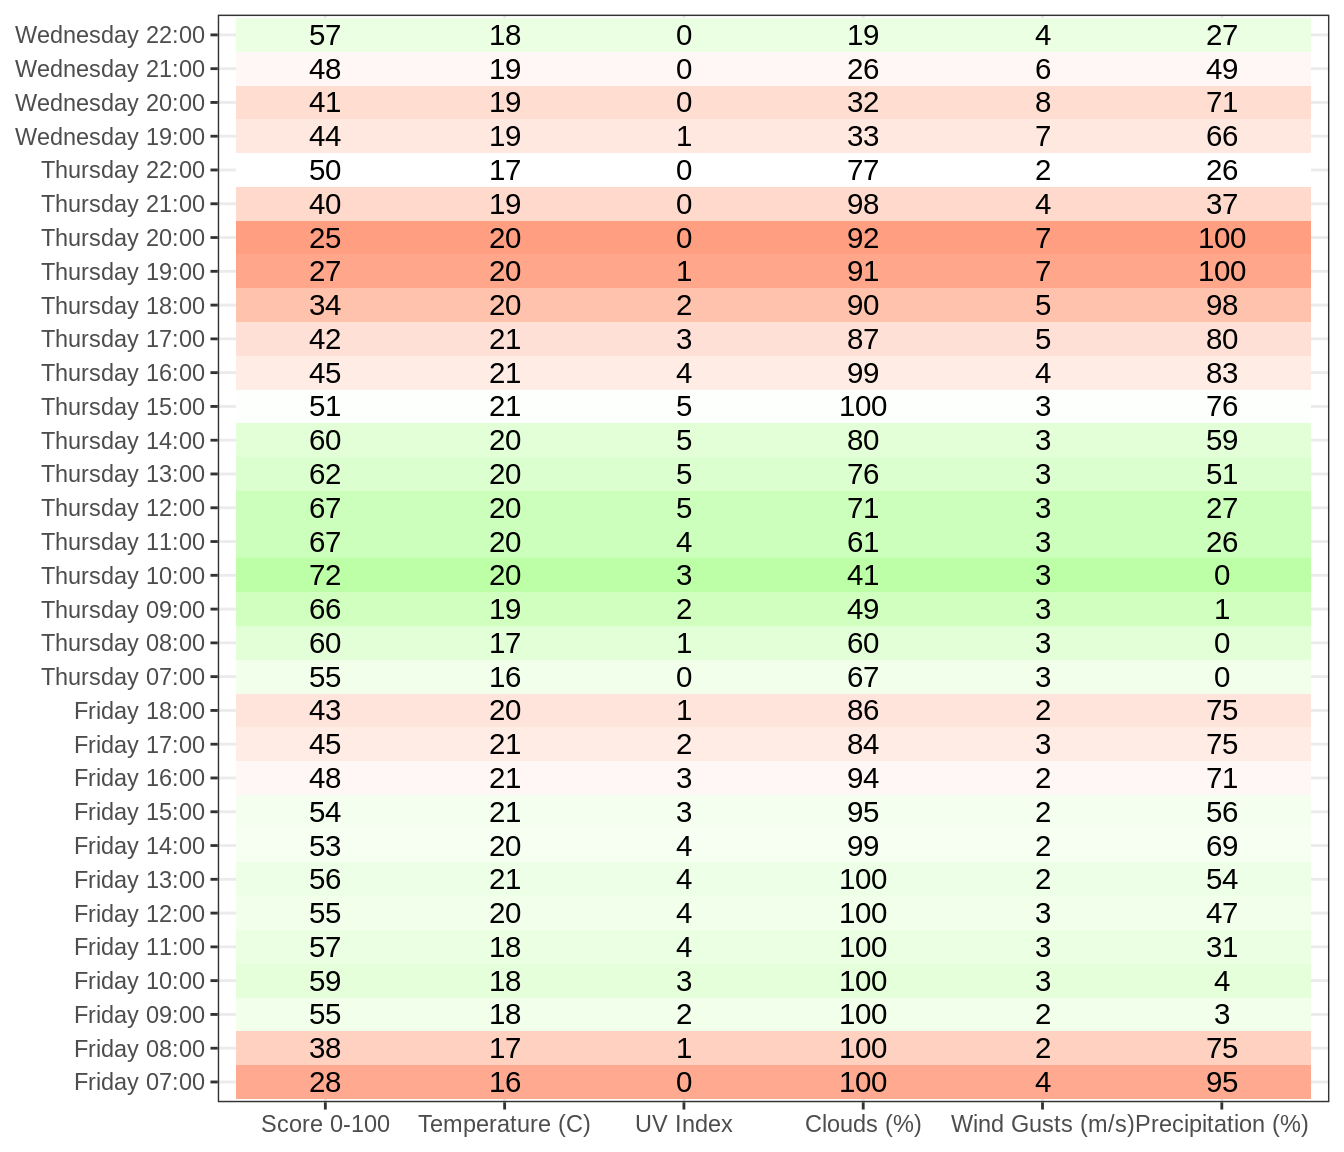 Wednesday 22:00 57 18 0 19 4 27
Wednesday 21:00 48 19 0 26 6 49
Wednesday 20:00 41 19 0 32 8 71
Wednesday 19:00 44 19 1 33 7 66
Thursday 22:00 50 17 0 77 2 26
Thursday 21:00 40 19 0 98 4 37
Thursday 20:00 25 20 0 92 7 100
Thursday 19:00 27 20 1 91 7 100
Thursday 18:00 34 20 2 90 5 98
Thursday 17:00 42 21 3 87 5 80
Thursday 16:00 45 21 4 99 4 83
Thursday 15:00 51 21 5 100 3 76
Thursday 14:00 60 20 5 80 3 59
Thursday 13:00 62 20 5 76 3 51
Thursday 12:00 67 20 5 71 3 27
Thursday 11:00 67 20 4 61 3 26
Thursday 10:00 72 20 3 41 3 0
Thursday 09:00 66 19 2 49 3 1
Thursday 08:00 60 17 1 60 3 0
Thursday 07:00 55 16 0 67 3 0
Friday 18:00 43 20 1 86 2 75
Friday 17:00 45 21 2 84 3 75
Friday 16:00 48 21 3 94 2 71
Friday 15:00 54 21 3 95 2 56
Friday 14:00 53 20 4 99 2 69
Friday 13:00 56 21 4 100 2 54
Friday 12:00 55 20 4 100 3 47
Friday 11:00 57 18 4 100 3 31
Friday 10:00 59 18 3 100 3 4
Friday 09:00 55 18 2 100 2 3
Friday 08:00 38 17 1 100 2 75
Friday 07:00 28 16 0 100 4 95
Score 0-100 Temperature (C) UV Index Clouds (%) Wind Gusts (m/s) Precipitation (%)